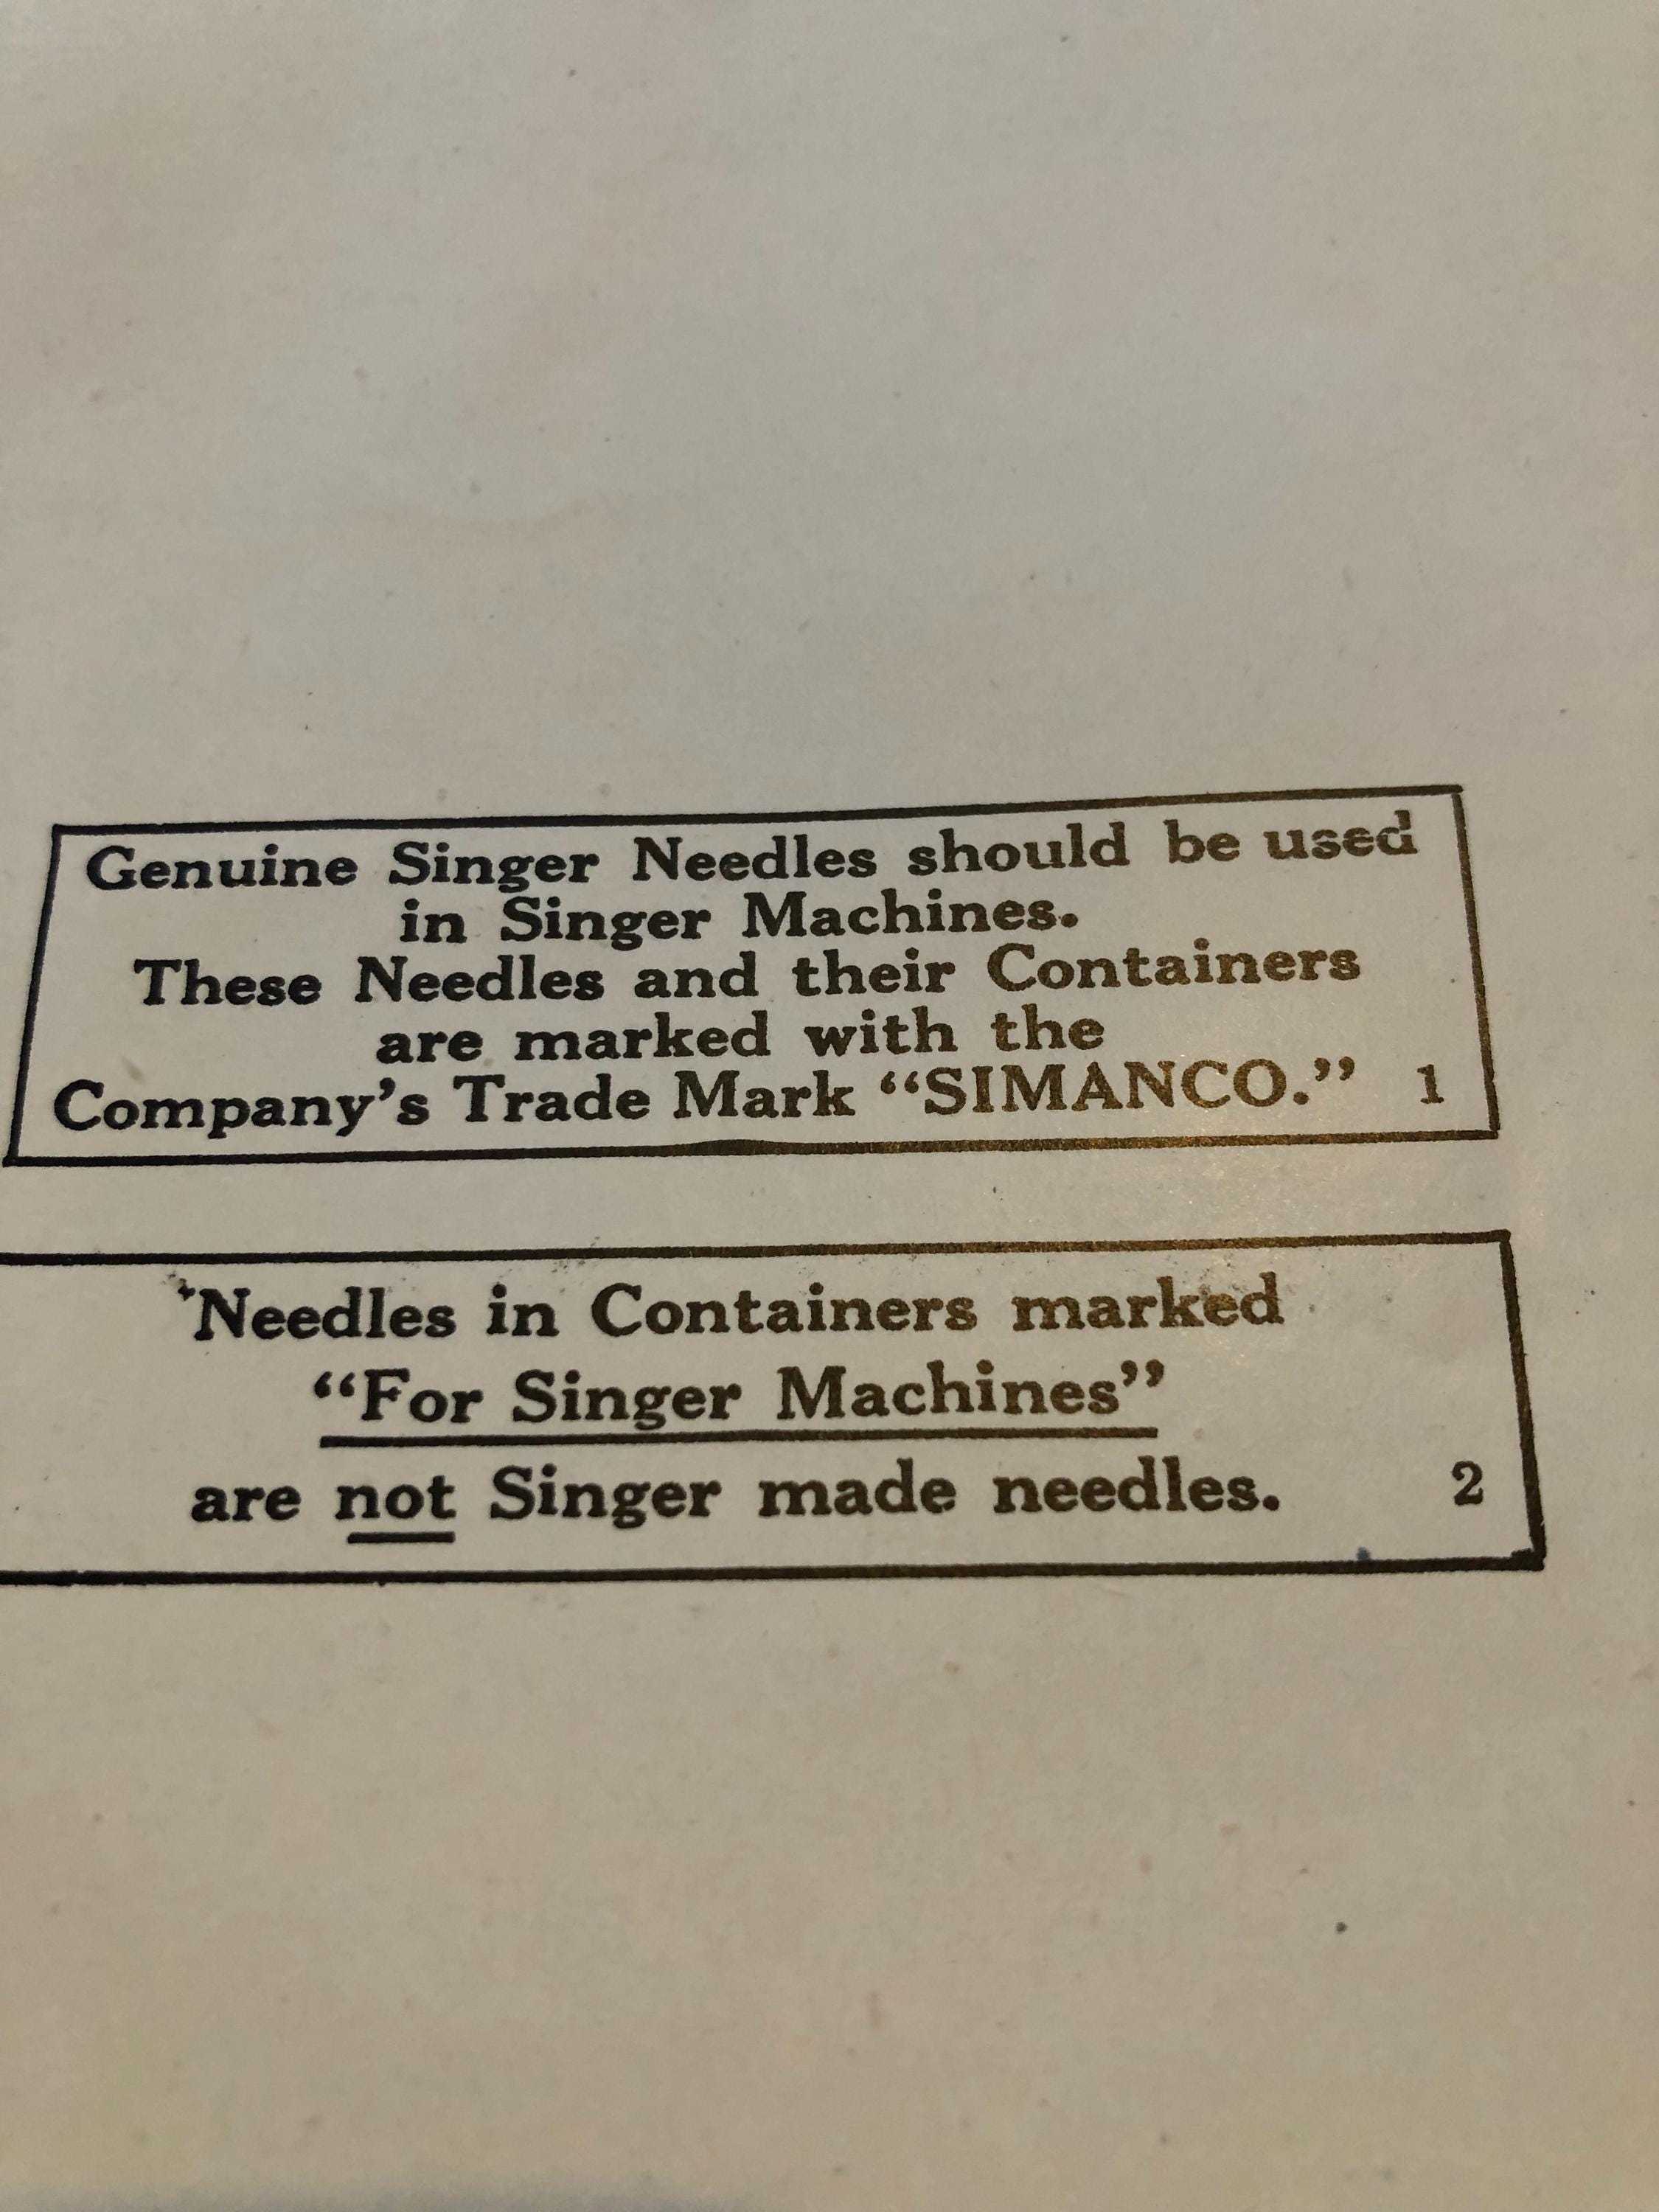 Genuine Singer Needles should be used
in Singer Machines.
These Needles and their Containers
are marked with the
Company's Trade Mark “SIMANCO.” 1
Needles in Containers marked
“For Singer Machines”
are not Singer made needles. 2